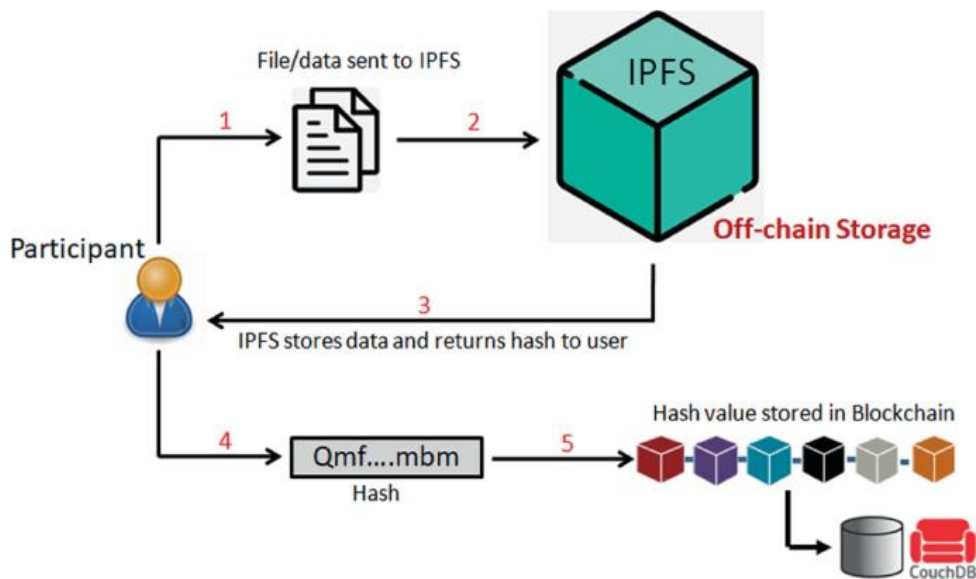 File/data sent to IPFS
IPFS
1
2
Off-chain Storage
Participant
3
IPFS stores data and returns hash to user
Hash value stored in Blockchain
4
Qmf....mbm
5
Hash
CouchDB